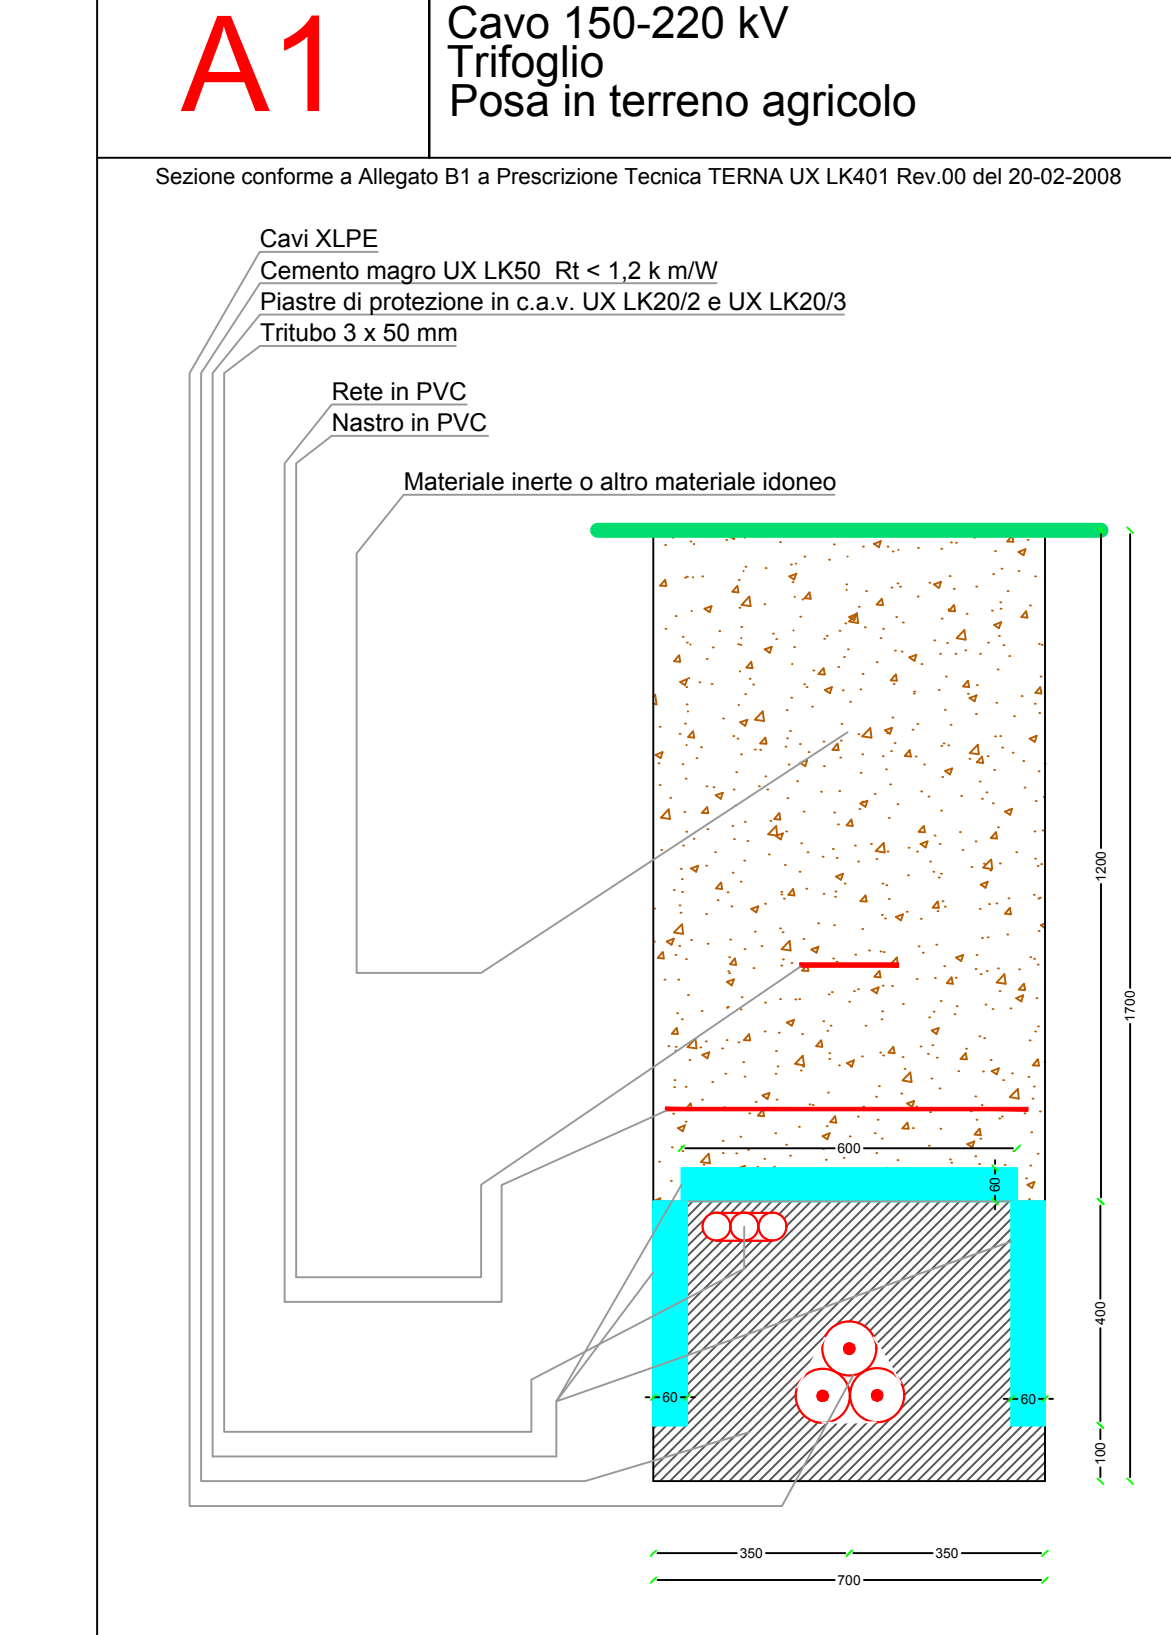 A1
Cavo 150-220 kV
Trifoglio
Posa in terreno agricolo
Sezione conforme a Allegato B1 a Prescrizione Tecnica TERNA UX LK401 Rev.00 del 20-02-2008
Cavi XLPE
Cemento magro UX LK50 Rt < 1,2 k m/W
Piastre di protezione in c.a.v. UX LK20/2 e UX LK20/3
Tritubo 3 x 50 mm
Rete in PVC
Nastro in PVC
Materiale inerte o altro materiale idoneo
1200
1700
600
60
400
60
60
100
350
350
700